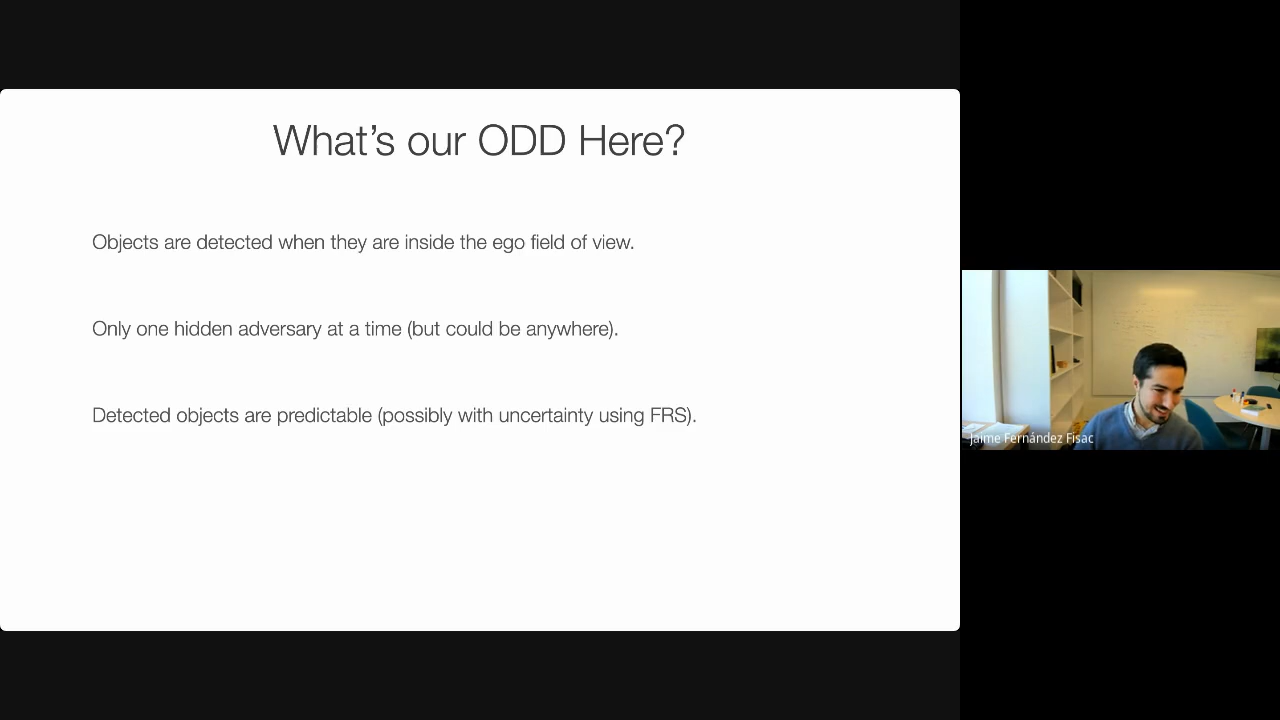 What's our ODD Here?
Objects are detected when they are inside the ego field of view.
Only one hidden adversary at a time (but could be anywhere).
Detected objects are predictable (possibly with uncertainty using FRS).
Jaime Fernández Fisac